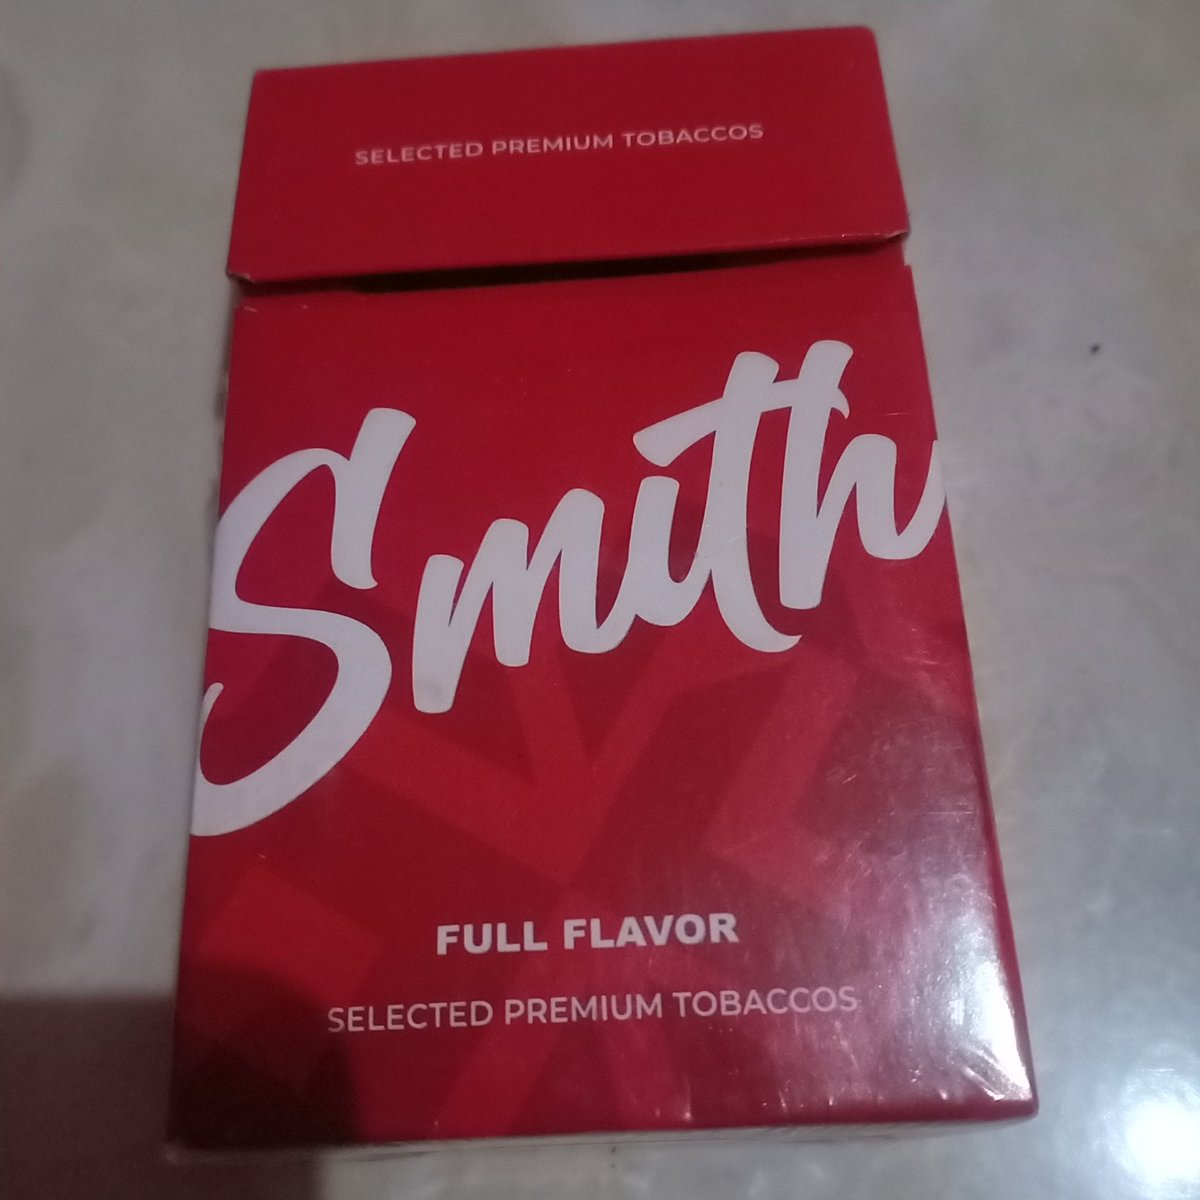 SELECTED PREMIUM TOBACCOS
Smith
FULL FLAVOR
SELECTED PREMIUM TOBACCOS